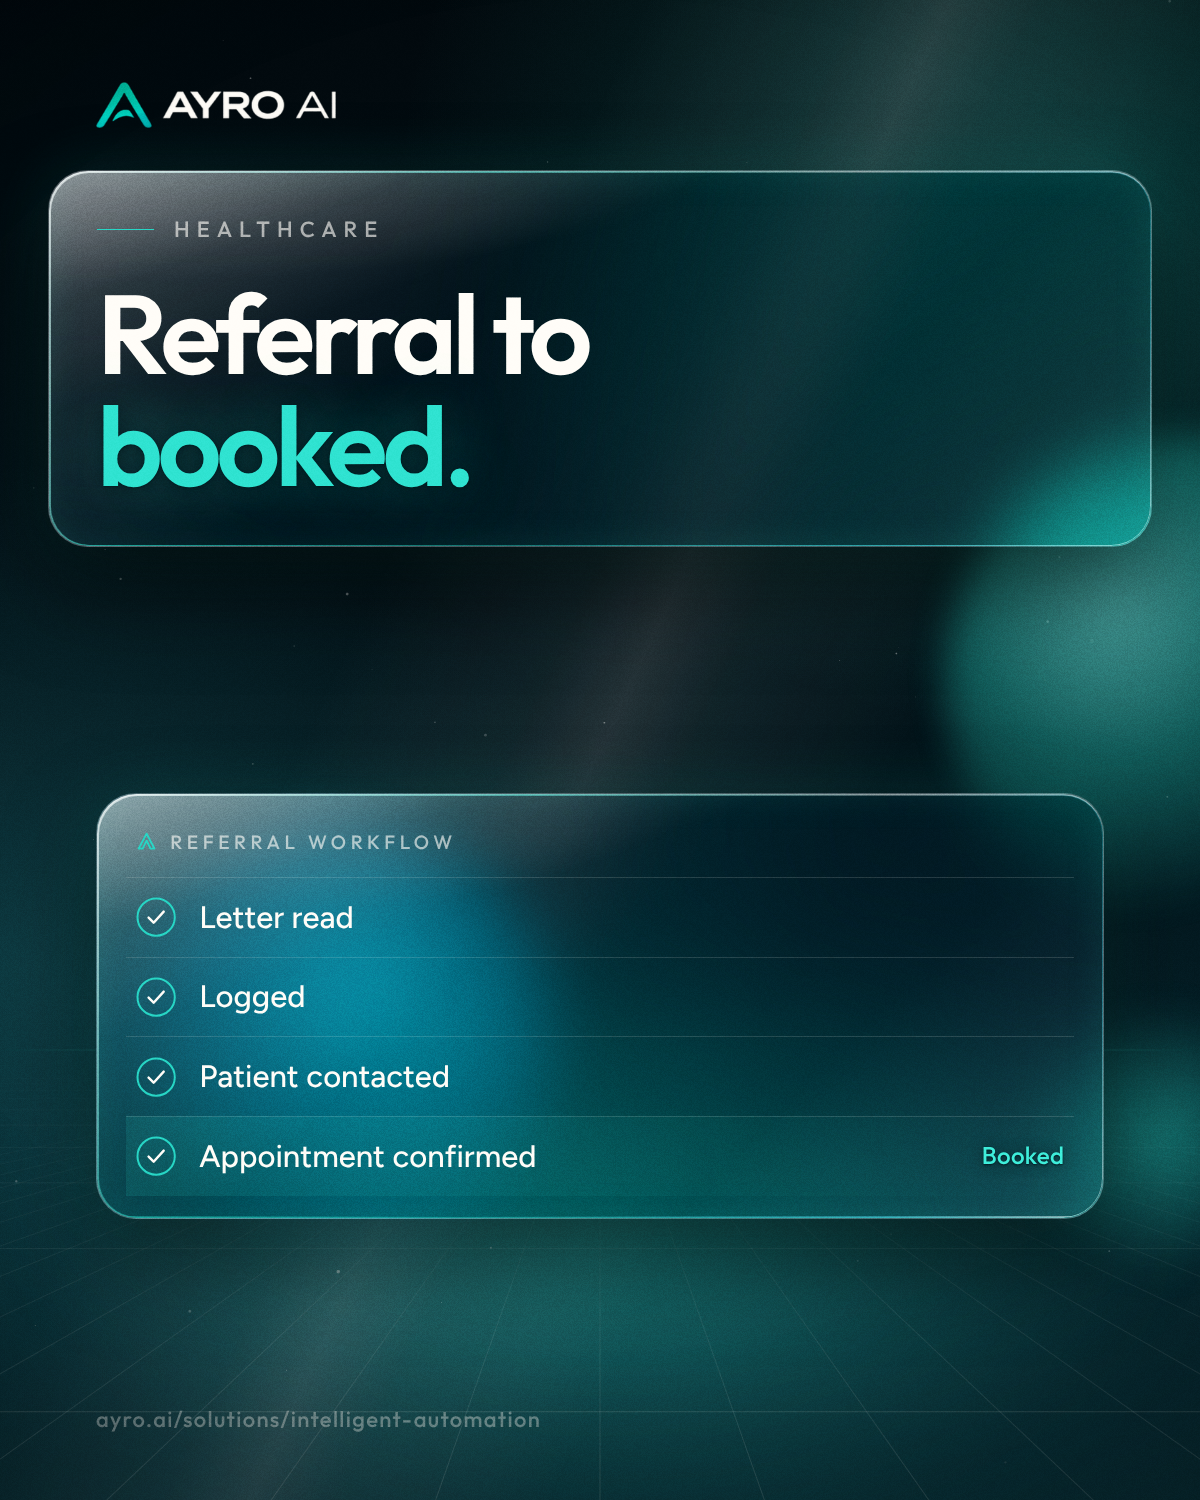 AYRO AI
HEALTHCARE
Referral to
booked.
REFERRAL WORKFLOW
Letter read
Logged
Patient contacted
Appointment confirmed Booked
ayro.ai/solutions/intelligent-automation